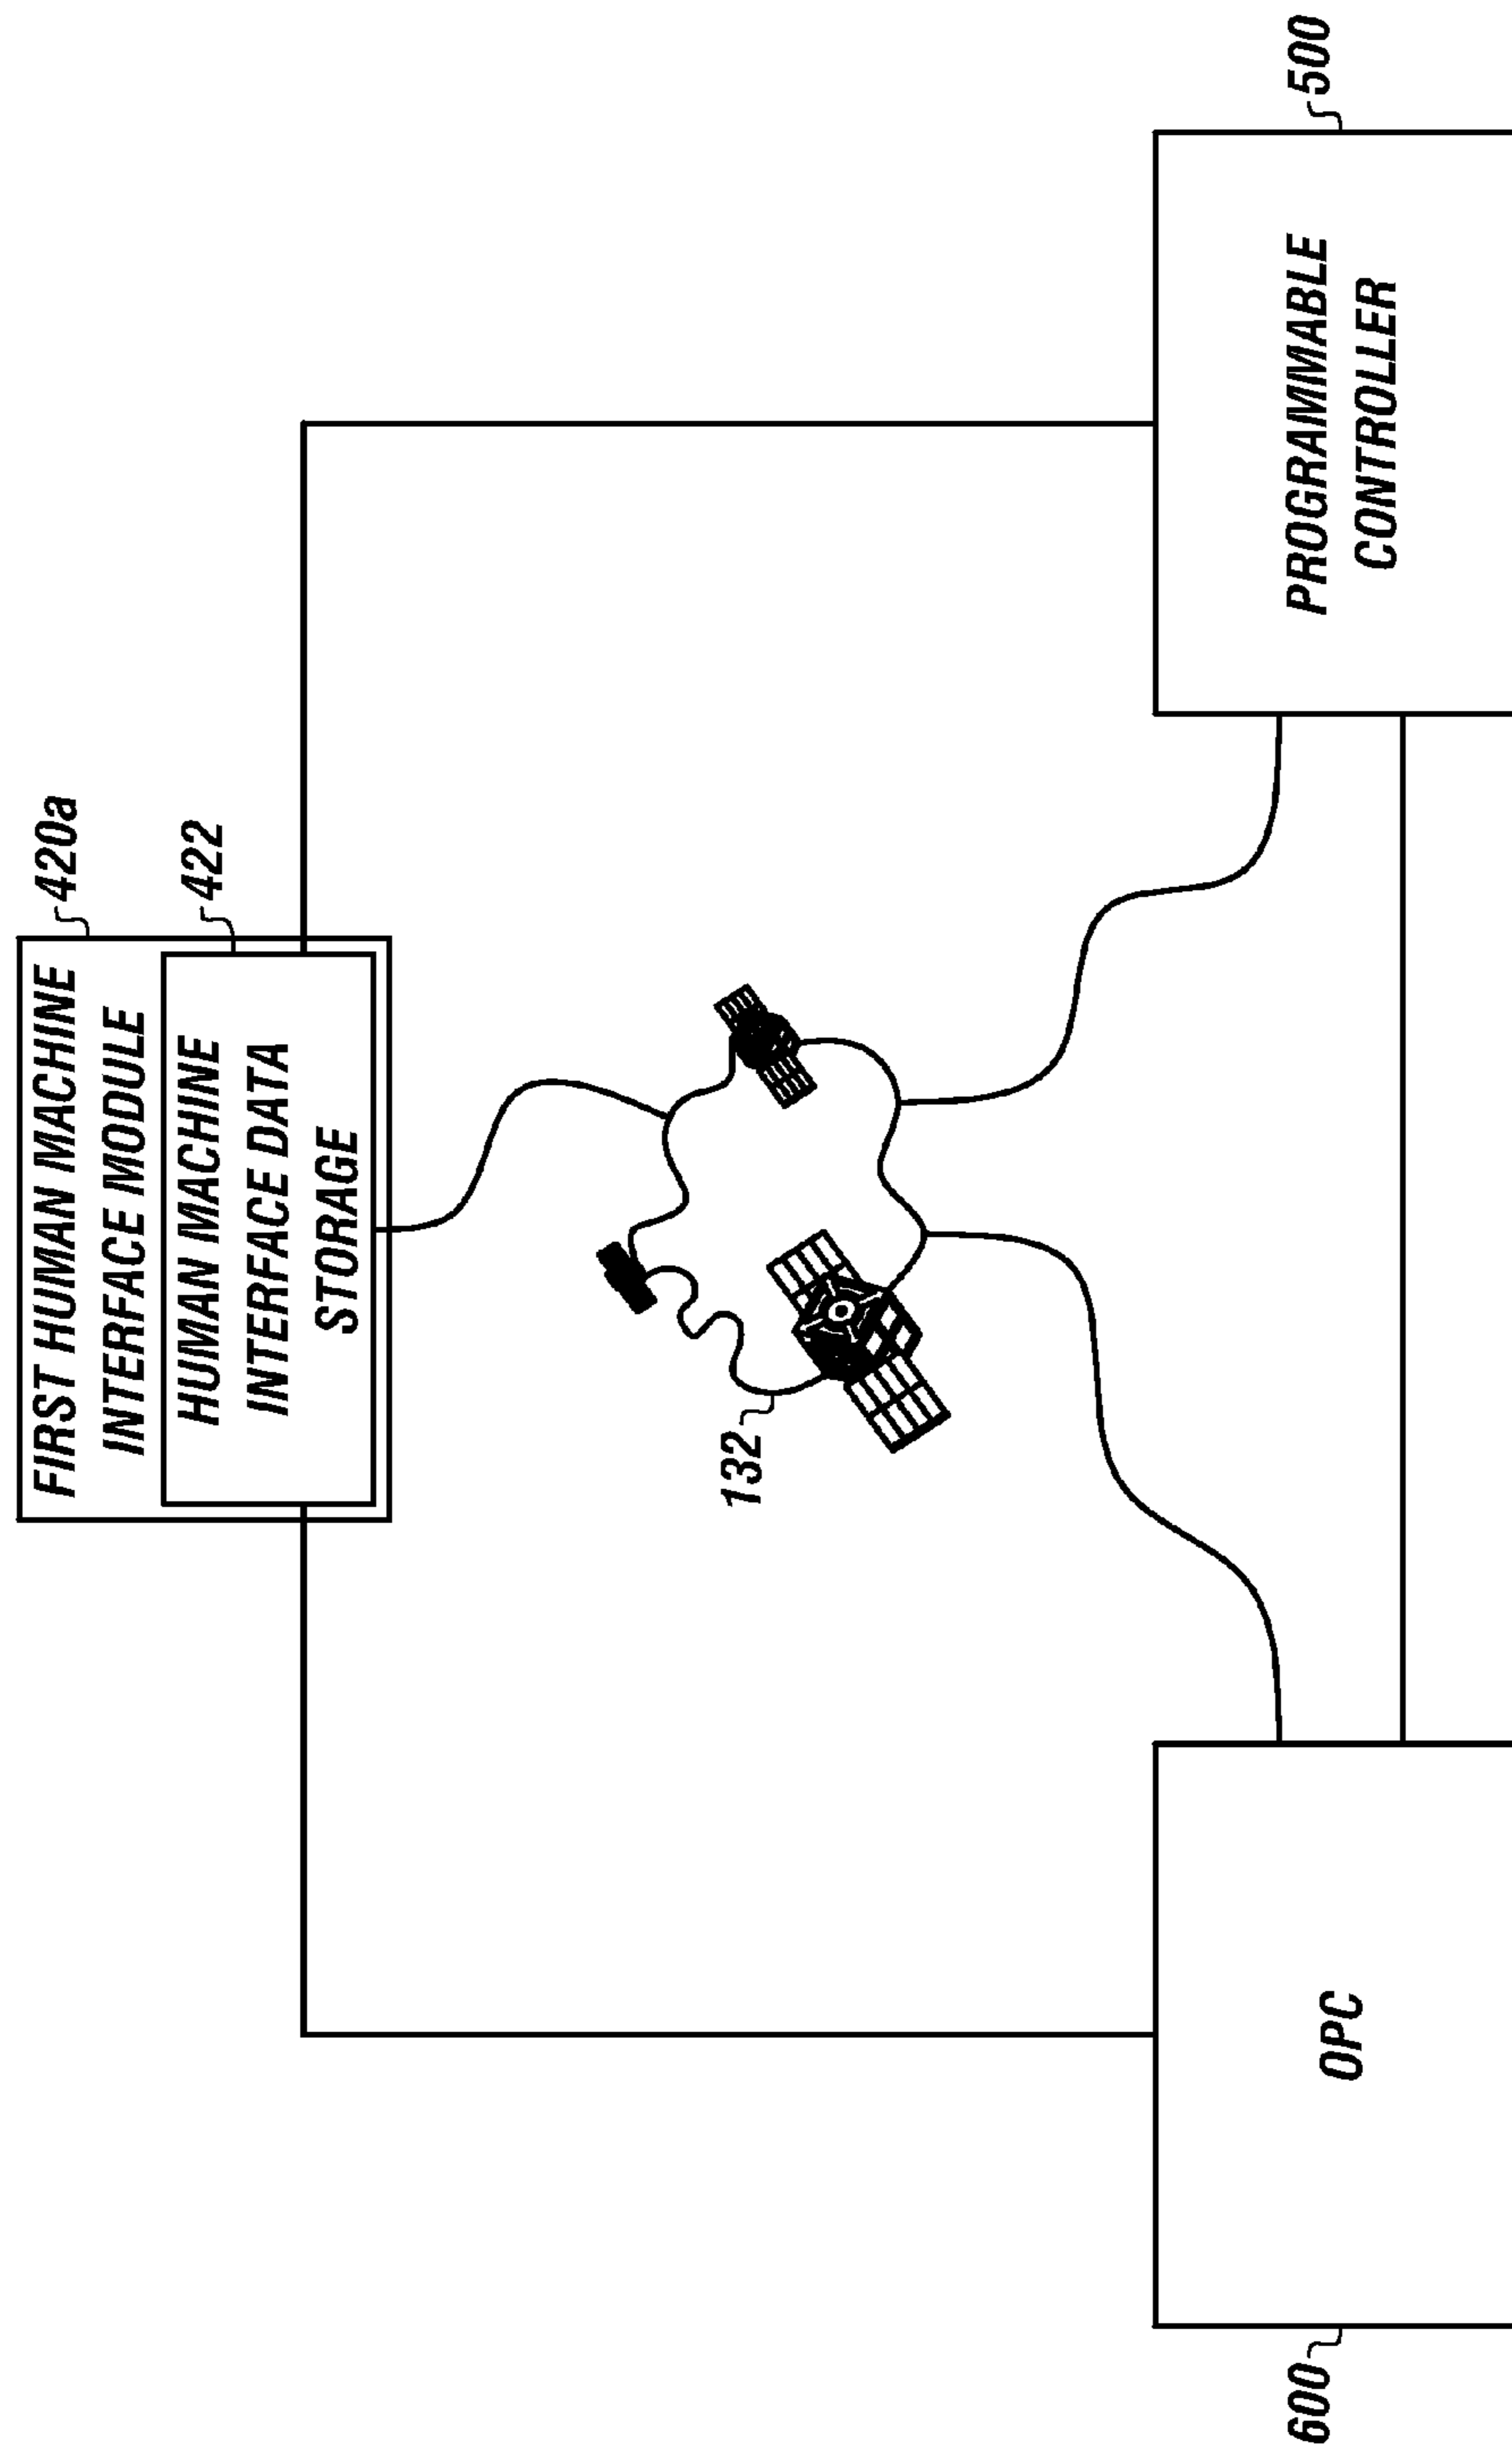 FIRST HUMAN MACHINE
INTERFACE MODULE
420a
HUMAN MACHINE
INTERFACE DATA
STORAGE
422
132
600
OPC
PROGRAMMABLE
CONTROLLER
500